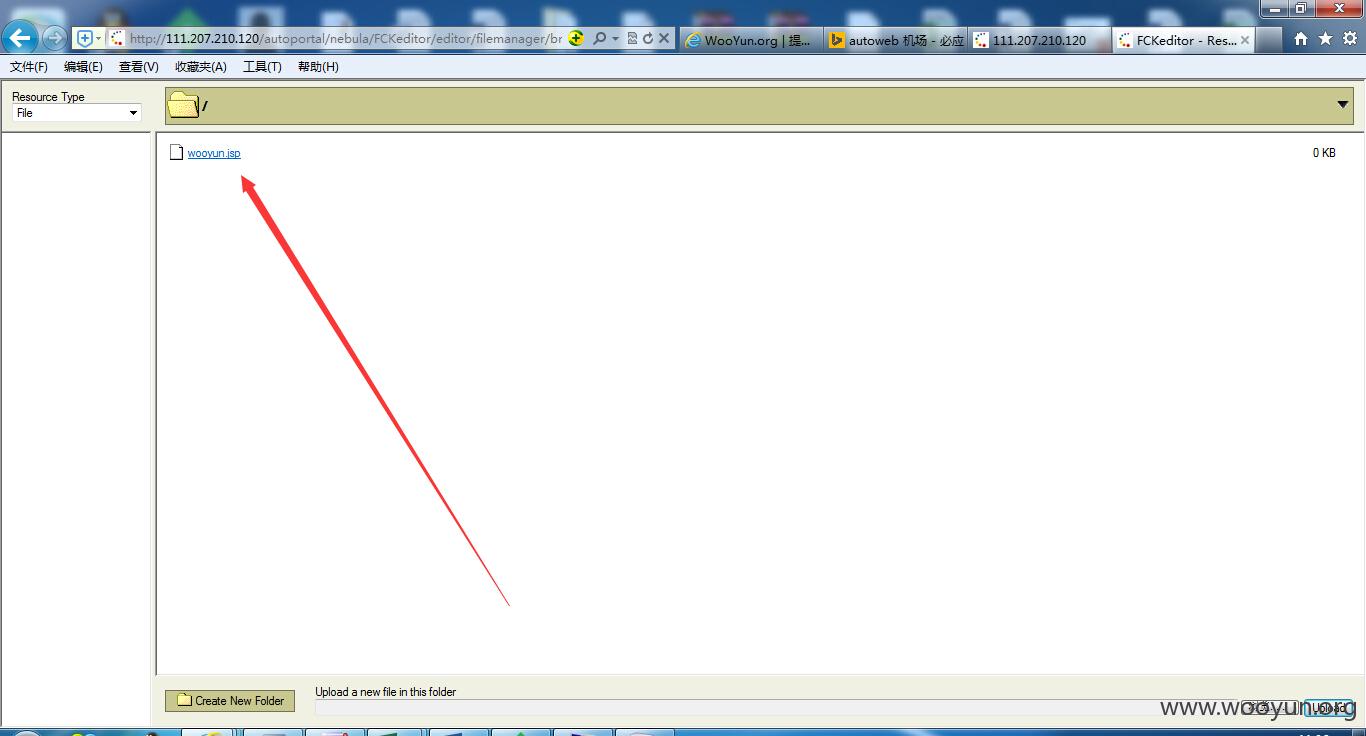 http://111.207.210.120/autoportal/nebula/FCKeditor/editor/filemanager/br
WooYun.org | 提...
autoweb 机场 - 必应
111.207.210.120
FCKeditor - Res...
文件(F) 编辑(E) 查看(V) 收藏夹(A) 工具(T) 帮助(H)
Resource Type
File
/
wooyun.jsp
0 KB
Create New Folder
Upload a new file in this folder
Upload
www.wooyun.org